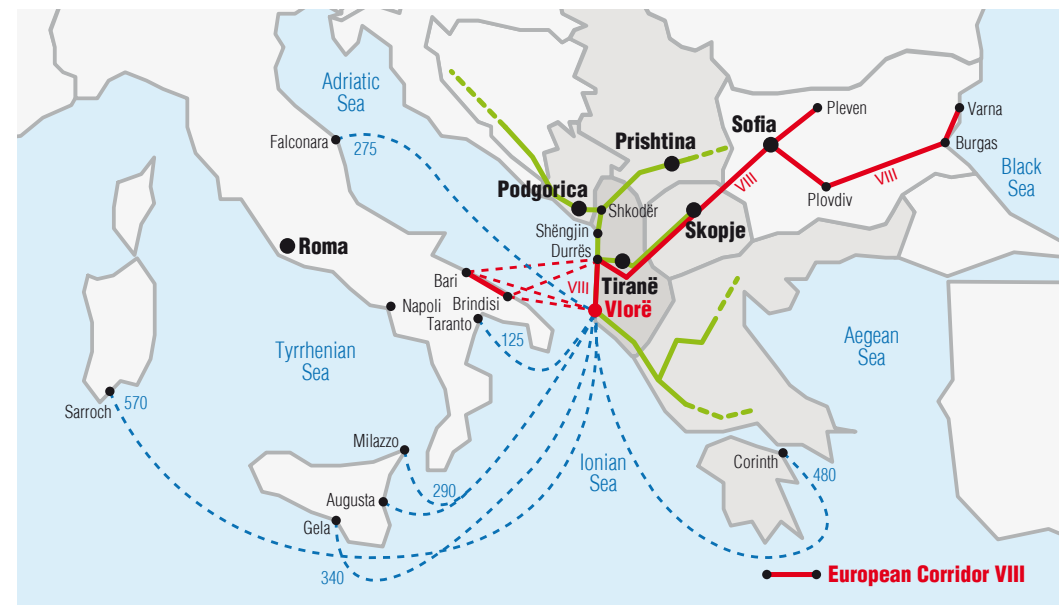 Adriatic
Sea
Falconara
275
Pleven
Varna
Sofia
Burgas
Prishtina
VIII
VIII
Black
Sea
Podgorica
Plovdiv
Shkodër
Skopje
Shëngjin
Durrës
Roma
Bari
VIII
Tiranë
Vlorë
Napoli
Brindisi
Taranto
125
Tyrrhenian
Sea
Aegean
Sea
570
Sarroch
Milazzo
290
Ionian
Sea
Corinth
480
Augusta
Gela
340
European Corridor VIII